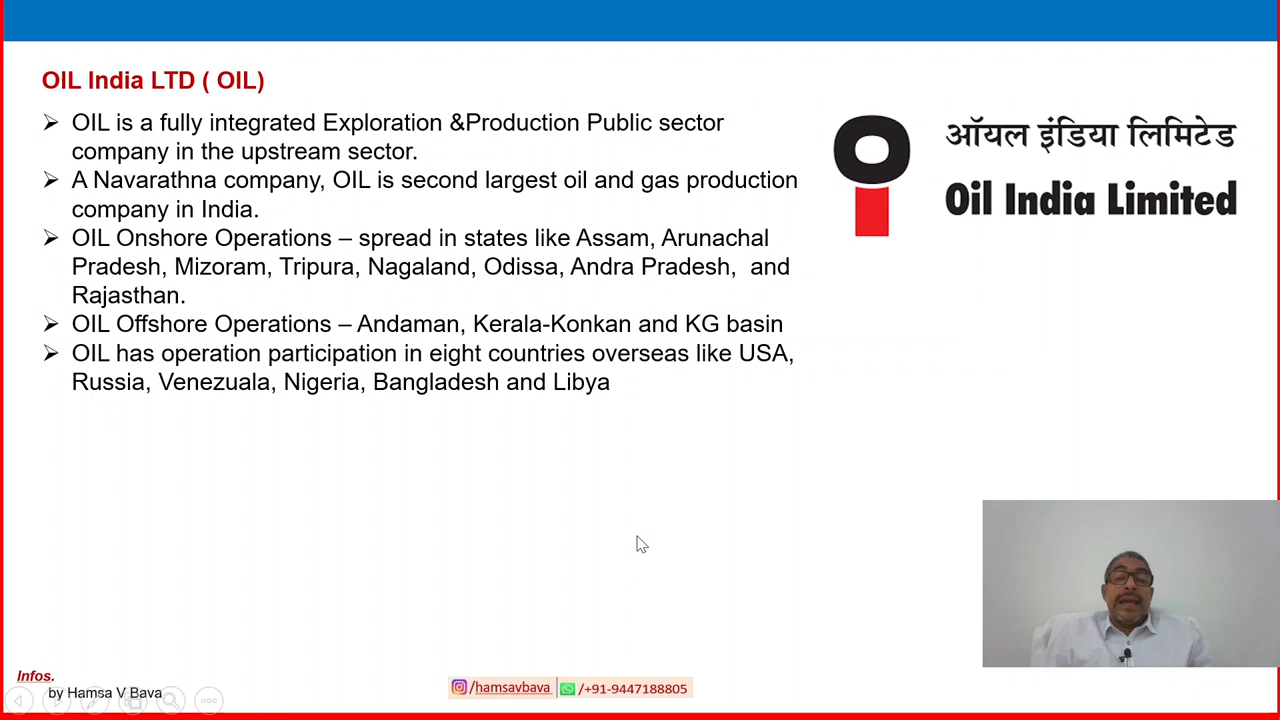 OIL India LTD ( OIL)
➢ OIL is a fully integrated Exploration &Production Public sector
company in the upstream sector.
➢ A Navarathna company, OIL is second largest oil and gas production
company in India.
➢ OIL Onshore Operations – spread in states like Assam, Arunachal
Pradesh, Mizoram, Tripura, Nagaland, Odissa, Andra Pradesh,  and
Rajasthan.
➢ OIL Offshore Operations – Andaman, Kerala-Konkan and KG basin
➢ OIL has operation participation in eight countries overseas like USA,
Russia, Venezuala, Nigeria, Bangladesh and Libya
ऑयल इंडिया लिमिटेड
Oil India Limited
Infos.
by Hamsa V Bava
/hamsavbava /+91-9447188805